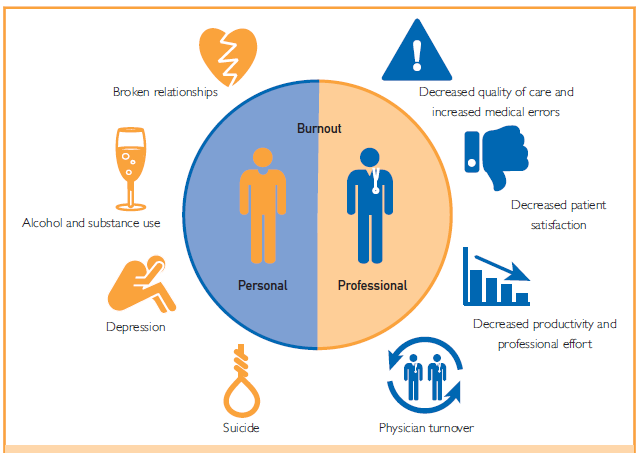 Broken relationships
Decreased quality of care and
increased medical errors
Burnout
Alcohol and substance use
Decreased patient
satisfaction
Personal
Professional
Depression
Decreased productivity and
professional effort
Suicide
Physician turnover